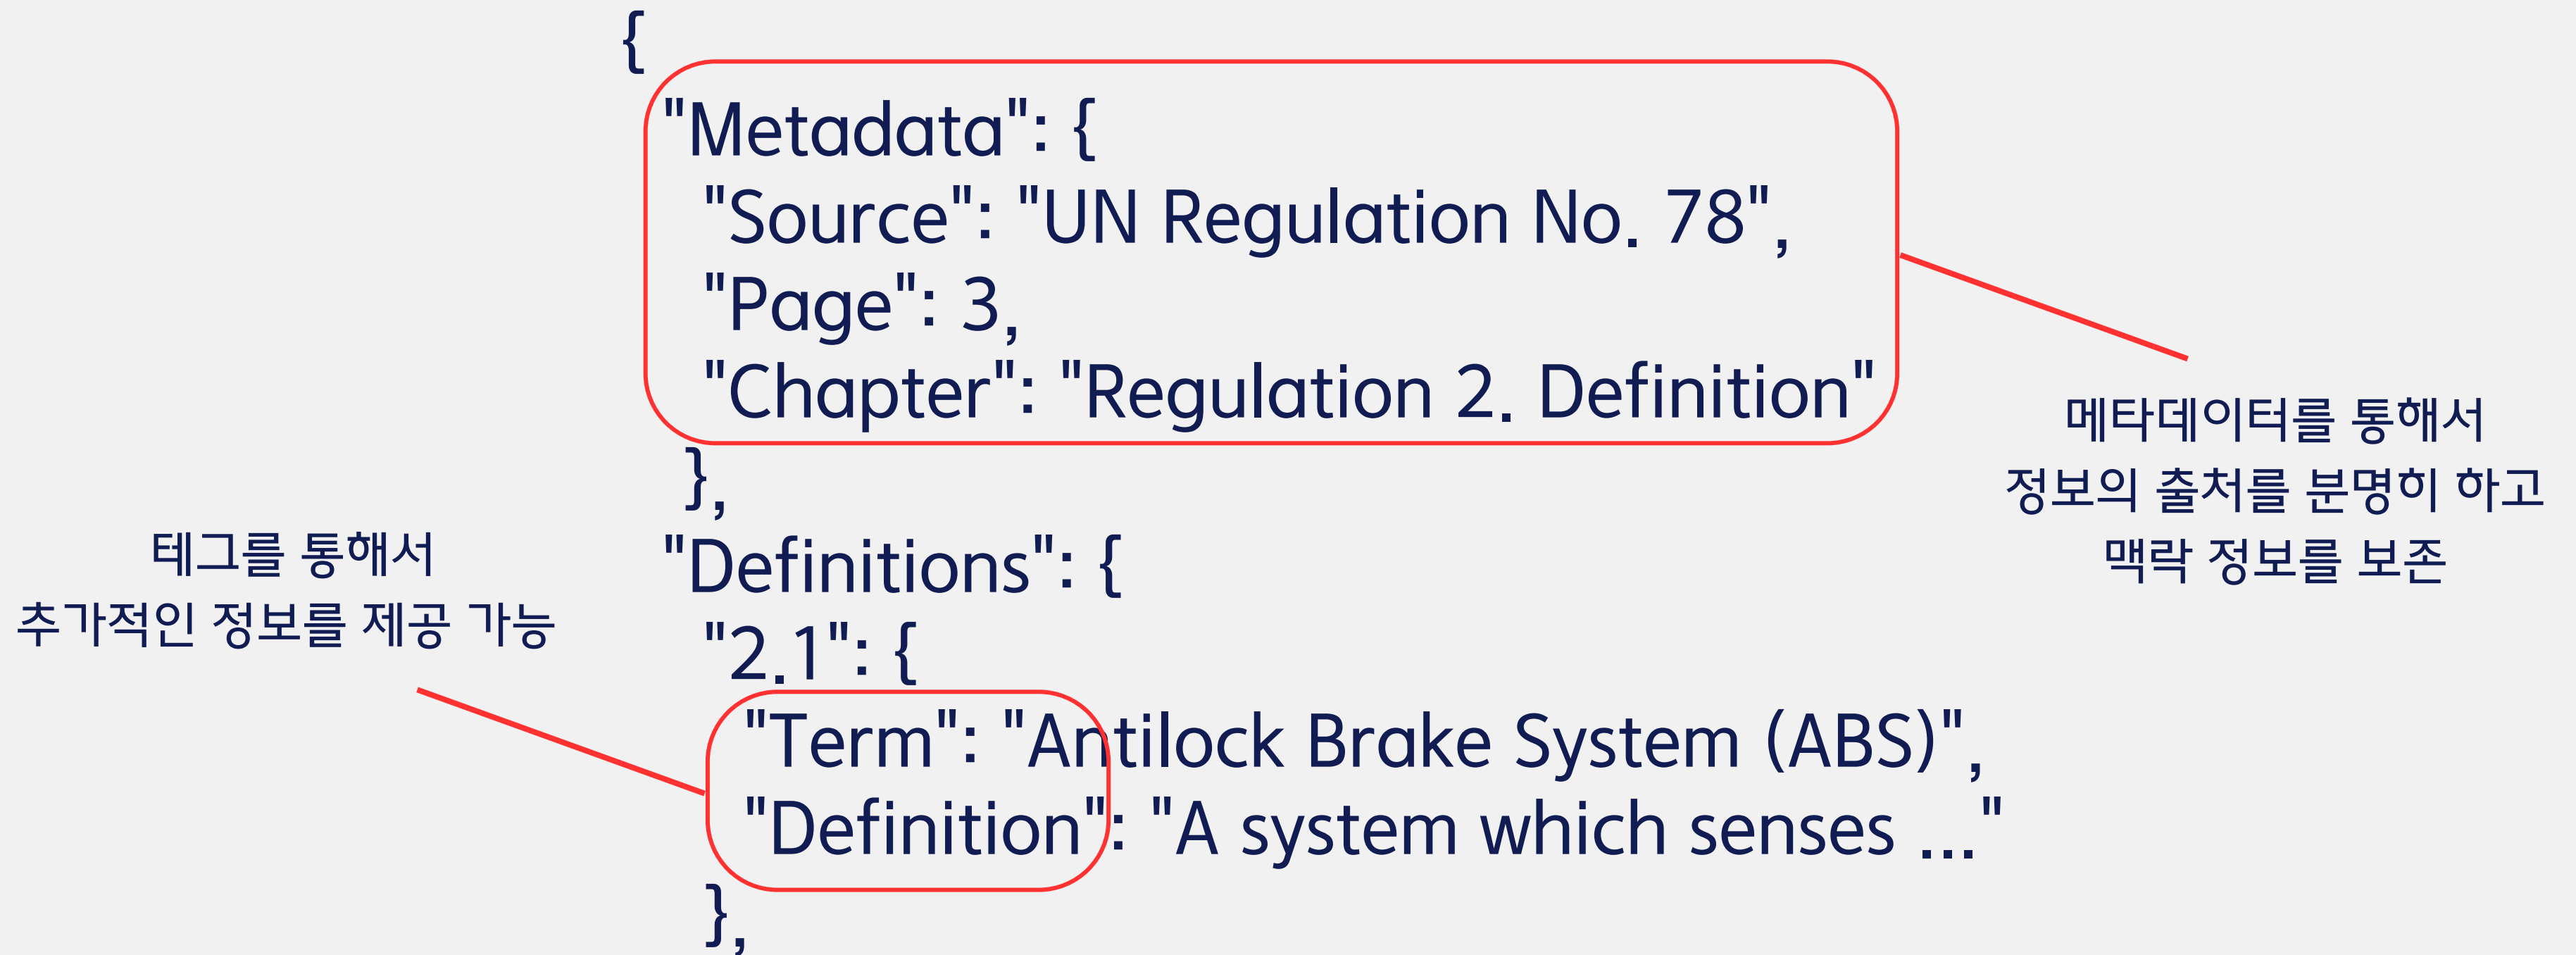 {
"Metadata": {
"Source": "UN Regulation No. 78",
"Page": 3,
"Chapter": "Regulation 2. Definition"
},
"Definitions": {
"2.1": {
"Term": "Antilock Brake System (ABS)",
"Definition": "A system which senses ..."
},
메타데이터를 통해서
정보의 출처를 분명히 하고
맥락 정보를 보존
테그를 통해서
추가적인 정보를 제공 가능